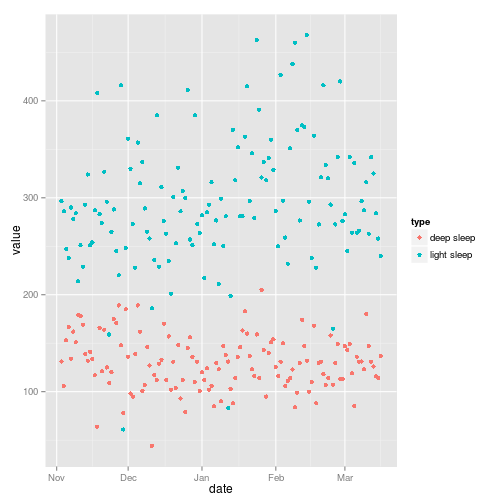 400
300
200
100
value
Nov
Dec
Jan
Feb
Mar
date
type
deep sleep
light sleep